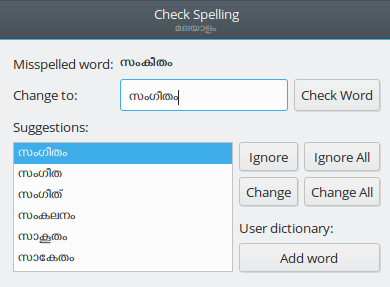 Check Spelling
മലയാളം
Misspelled word: സംകിതം
Change to: സംഗീതം Check Word
Suggestions:
സംഗീതം
സംഗീത
സംഗീത്
സംകലനം
സാകൂതം
സാകേതം
Ignore Ignore All
Change Change All
User dictionary:
Add word